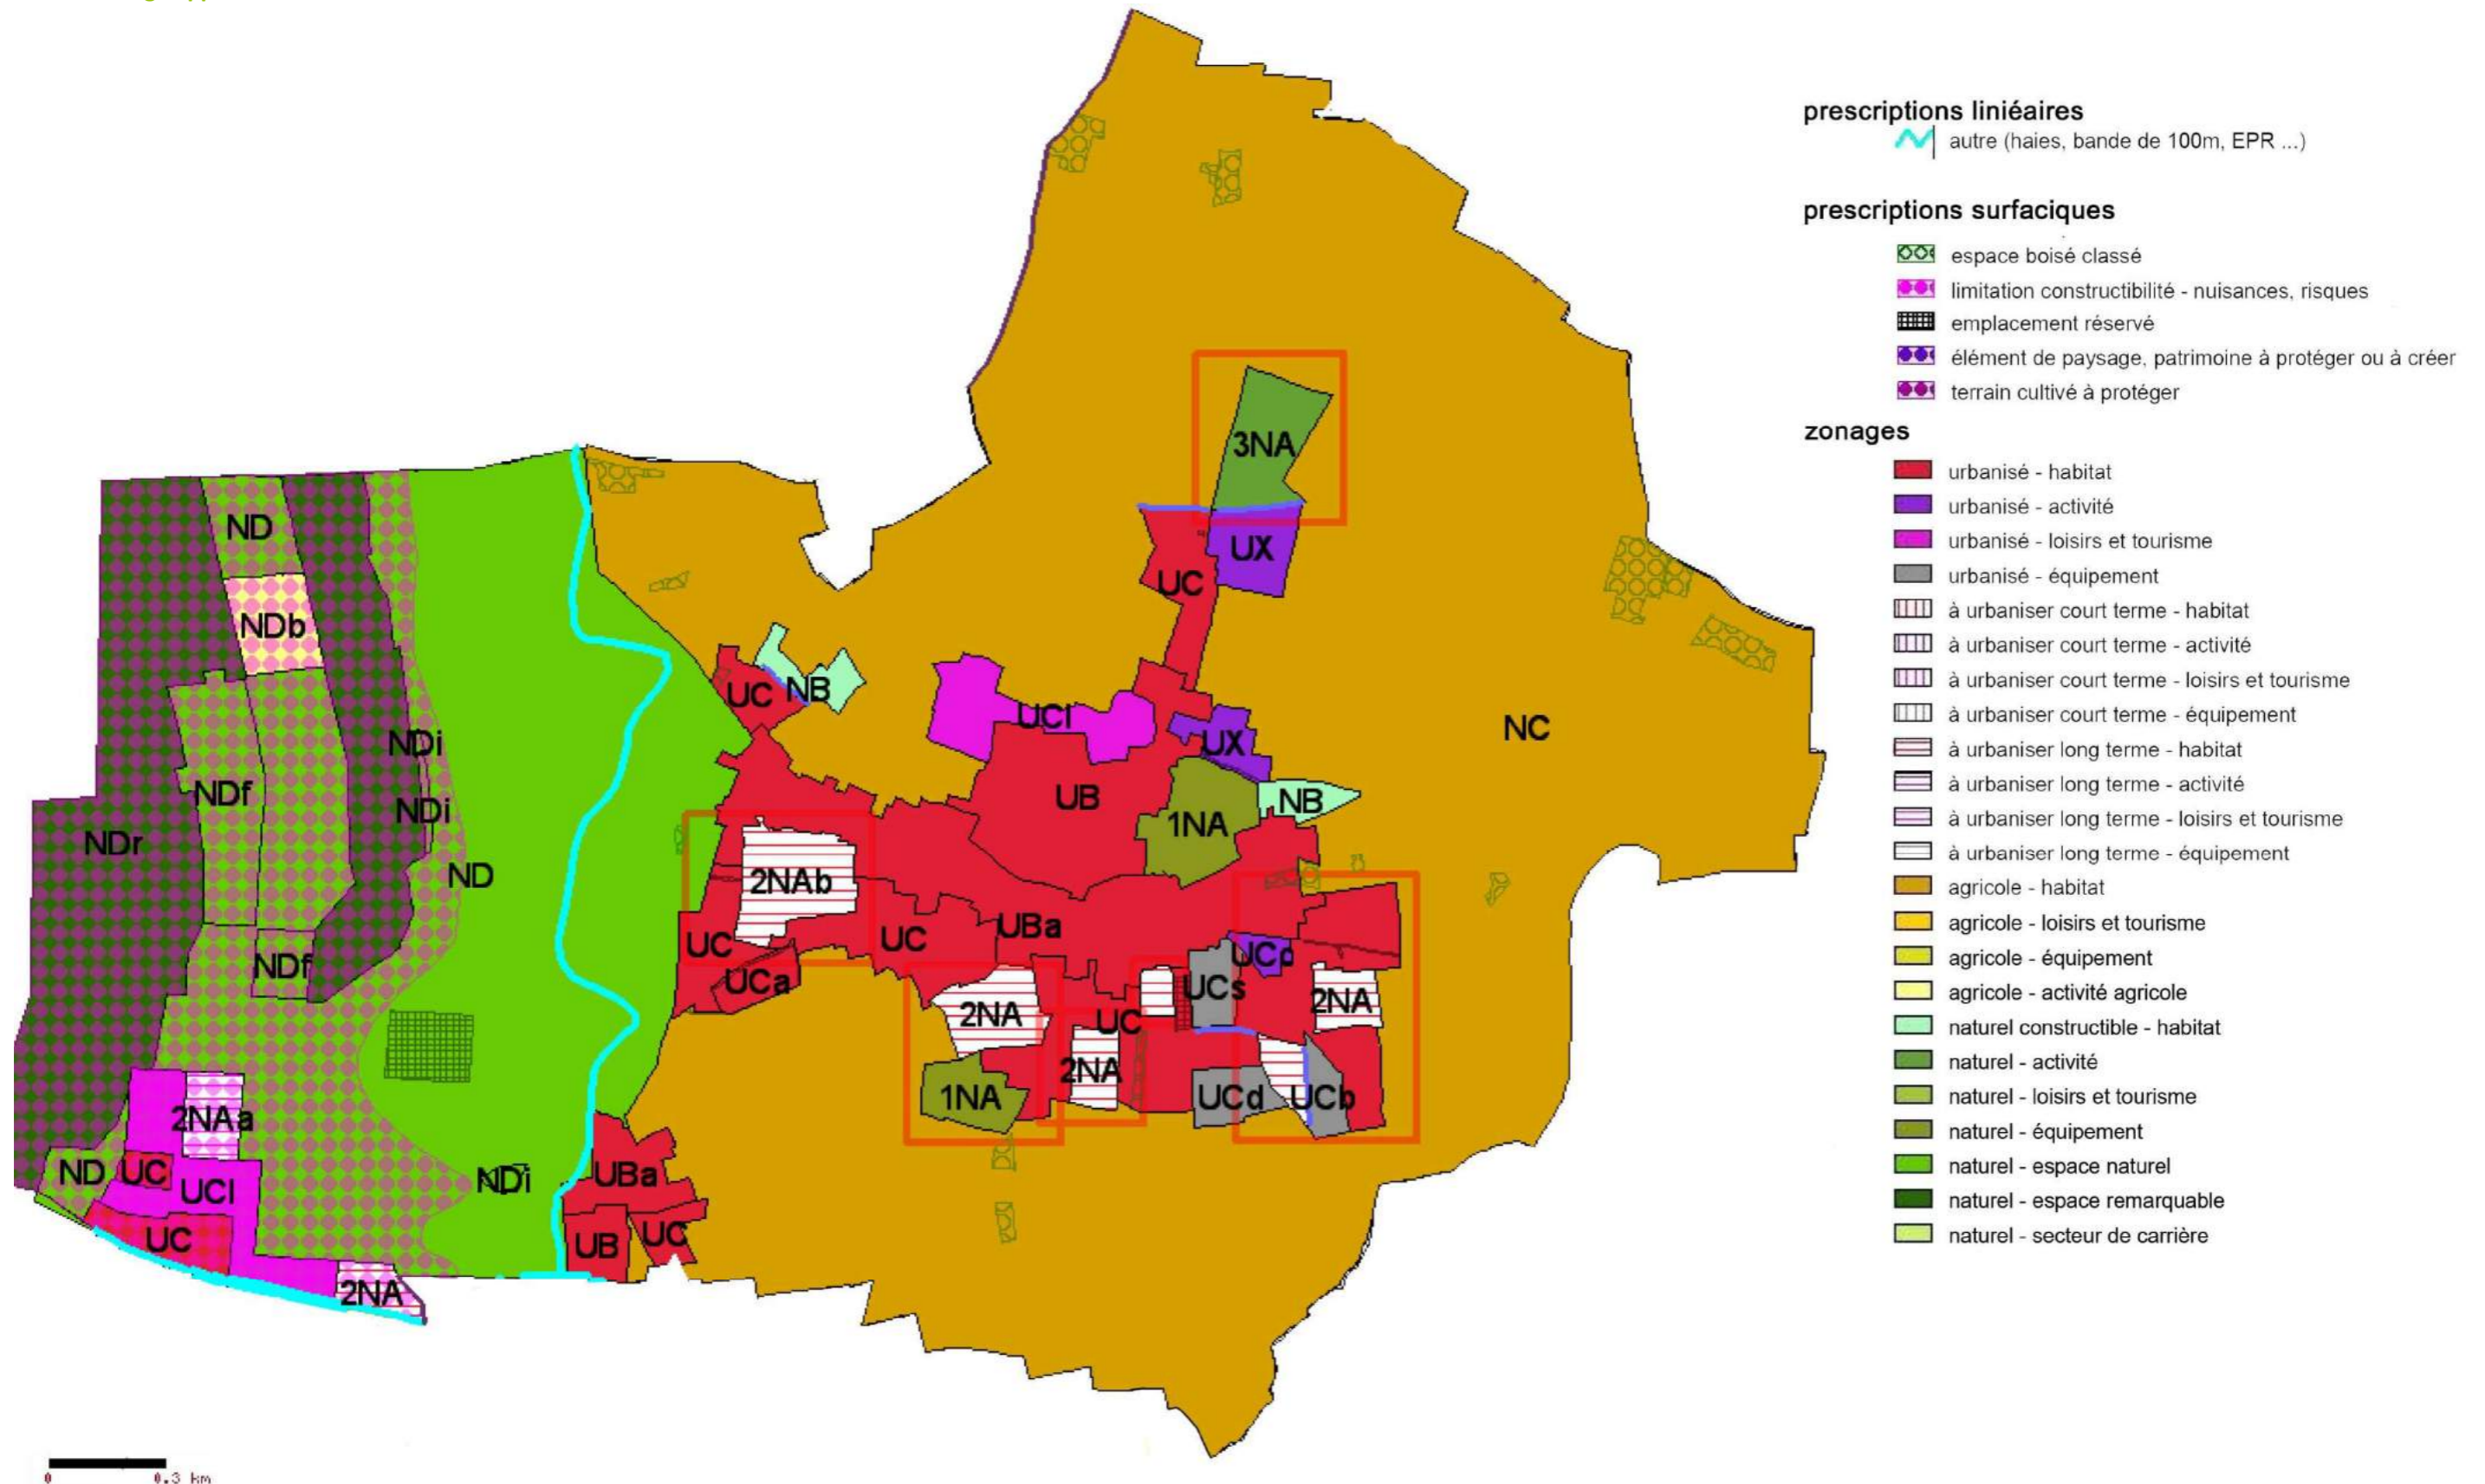 prescriptions liniéaires
autre (haies, bande de 100m, EPR ...)
prescriptions surfaciques
espace boisé classé
limitation constructibilité - nuisances, risques
emplacement réservé
élément de paysage, patrimoine à protéger ou à créer
terrain cultivé à protéger
zonages
urbanisé - habitat
urbanisé - activité
urbanisé - loisirs et tourisme
urbanisé - équipement
à urbaniser court terme - habitat
à urbaniser court terme - activité
à urbaniser court terme - loisirs et tourisme
à urbaniser court terme - équipement
à urbaniser long terme - habitat
à urbaniser long terme - activité
à urbaniser long terme - loisirs et tourisme
à urbaniser long terme - équipement
agricole - habitat
agricole - loisirs et tourisme
agricole - équipement
agricole - activité agricole
naturel constructible - habitat
naturel - activité
naturel - loisirs et tourisme
naturel - équipement
naturel - espace naturel
naturel - espace remarquable
naturel - secteur de carrière
3NA
ND
UX
UC
NDb
UC NB
UCl
NC
NDi
UX
NDf
UB
NB
NDi
1NA
NDr
ND
2NAb
UBa
UC
UC
UCp
NDf
UCa
UCs
2NA
2NA
UC
2NA
1NA
UCd
UCb
2NAa
ND
UC
UCl
NDi
UBa
UC
UB
UC
2NA
0
0.3 km